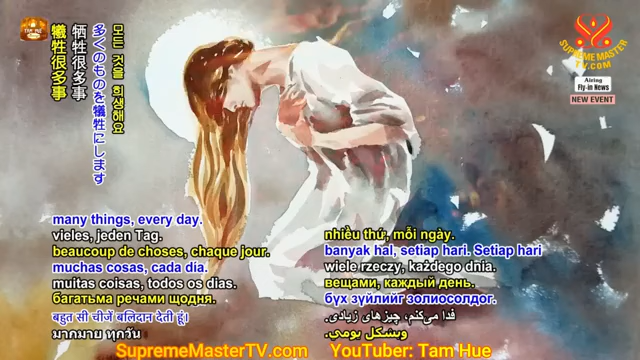 모든 것을 희생해요
多くのものを犠牲にします
牺牲很多事
犧牲很多事
SUPREME MASTER
TV.COM
Airing
Fly-in News
NEW EVENT
many things, every day.
vieles, jeden Tag.
beaucoup de choses, chaque jour.
muchas cosas, cada día.
muitas coisas, todos os dias.
багатьма речами щодня.
बहुत सी चीजें बलिदान देती हूं।
มากมาย ทุกวัน
nhiều thứ, mỗi ngày.
banyak hal, setiap hari. Setiap hari
wiele rzeczy, każdego dnia.
вещами, каждый день.
бүх зүйлийг золиосолдог.
فدا می‌کنم، چیزهای زیادی.
وبشكل يومي.
SupremeMasterTV.com
YouTuber: Tam Hue